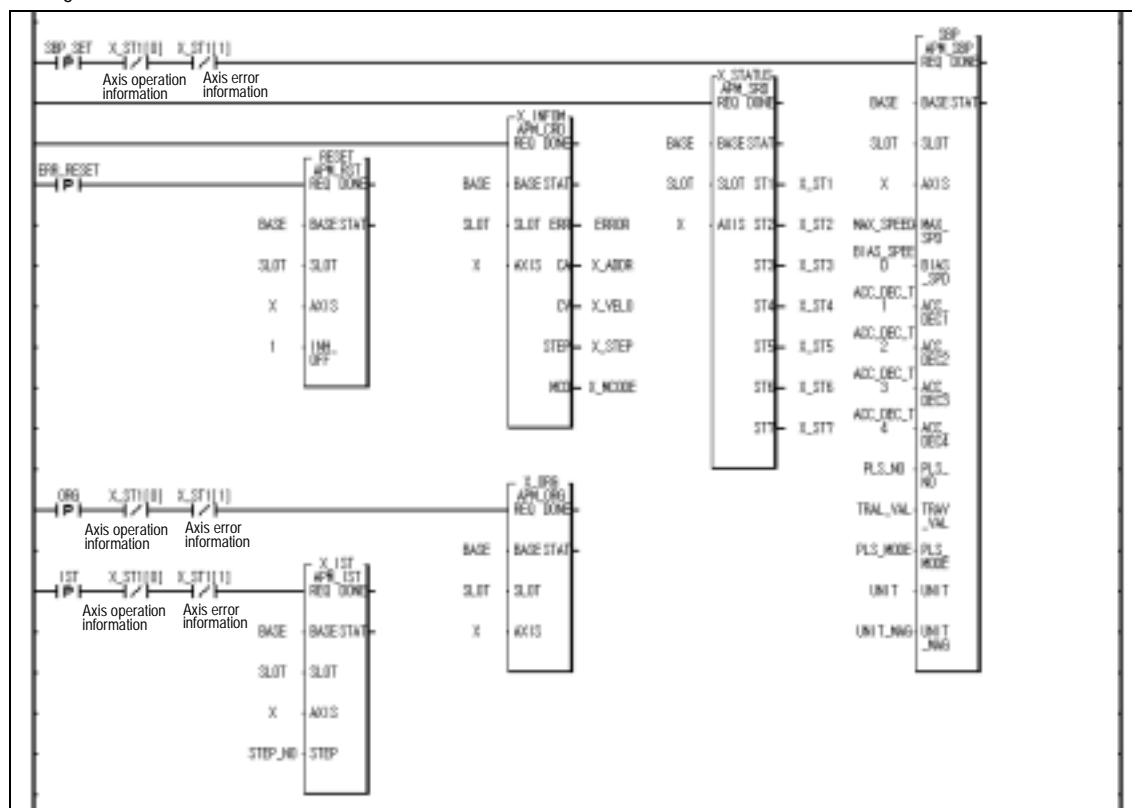 SBP_SET X_ST1[0] X_ST1[1]
P
Axis operation information
Axis error information
SBP
APM_SBP
REQ DONE
BASE BASE STAT
SLOT SLOT
X AXIS
MAX_SPEED MAX_SPD
BIAS_SPEED BIAS_SPD
ACC_DEC_T1 ACC_DEC1
ACC_DEC_T2 ACC_DEC2
ACC_DEC_T3 ACC_DEC3
ACC_DEC_T4 ACC_DEC4
PLS_NO PLS_NO
TRAL_VAL TRAV_VAL
PLS_MODE PLS_MODE
UNIT UNIT
UNIT_MAG UNIT_MAG
X_STATUS
APM_SRD
REQ DONE
BASE BASE STAT
SLOT SLOT ST1 X_ST1
X AXIS ST2 X_ST2
ST3 X_ST3
ST4 X_ST4
ST5 X_ST5
ST6 X_ST6
ST7 X_ST7
X_INFOM
APM_CRD
REQ DONE
BASE BASE STAT
SLOT SLOT ERR ERROR
X AXIS CA X_ADDR
CV X_VELO
STEP X_STEP
MCD X_MCODE
ERR_RESET
P
RESET
APM_RST
REQ DONE
BASE BASE STAT
SLOT SLOT
X AXIS
1 INH_OFF
ORG X_ST1[0] X_ST1[1]
P
Axis operation information
Axis error information
X_ORG
APM_ORG
REQ DONE
BASE BASE STAT
SLOT SLOT
X AXIS
IST X_ST1[0] X_ST1[1]
P
Axis operation information
Axis error information
X_IST
APM_IST
REQ DONE
BASE BASE STAT
SLOT SLOT
X AXIS
STEP_NO STEP